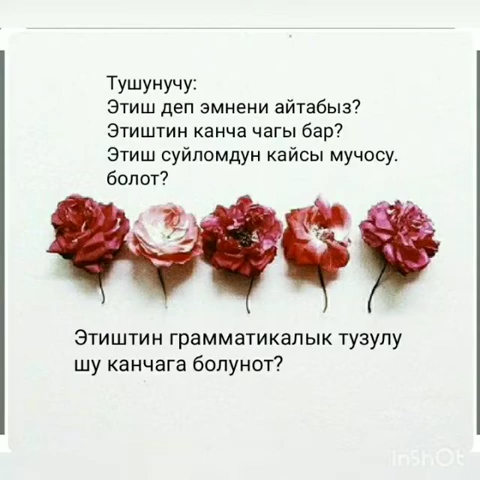 Тушунучу:
Этиш деп эмнени айтабыз?
Этиштин канча чагы бар?
Этиш суйломдун кайсы мучосу.
болот?
Этиштин грамматикалык тузулу
шу канчага болунот?
InShOt